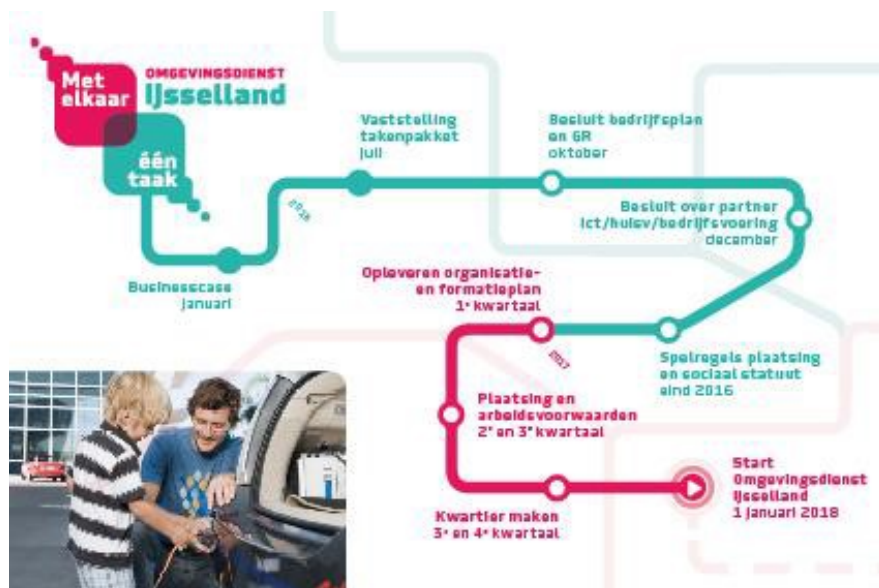 Met
elkaar
één
taak
OMGEVINGSDIENST
IJsselland
Businesscase
januari
2016
Vaststelling
takenpakket
juli
Besluit bedrijfsplan
en GR
oktober
Besluit over partner
ict/huisv/bedrijfsvoering
december
Spelregels plaatsing
en sociaal statuut
eind 2016
2017
Opleveren organisatie-
en formatieplan
1e kwartaal
Plaatsing en
arbeidsvoorwaarden
2e en 3e kwartaal
Kwartier maken
3e en 4e kwartaal
Start
Omgevingsdienst
IJsselland
1 januari 2018